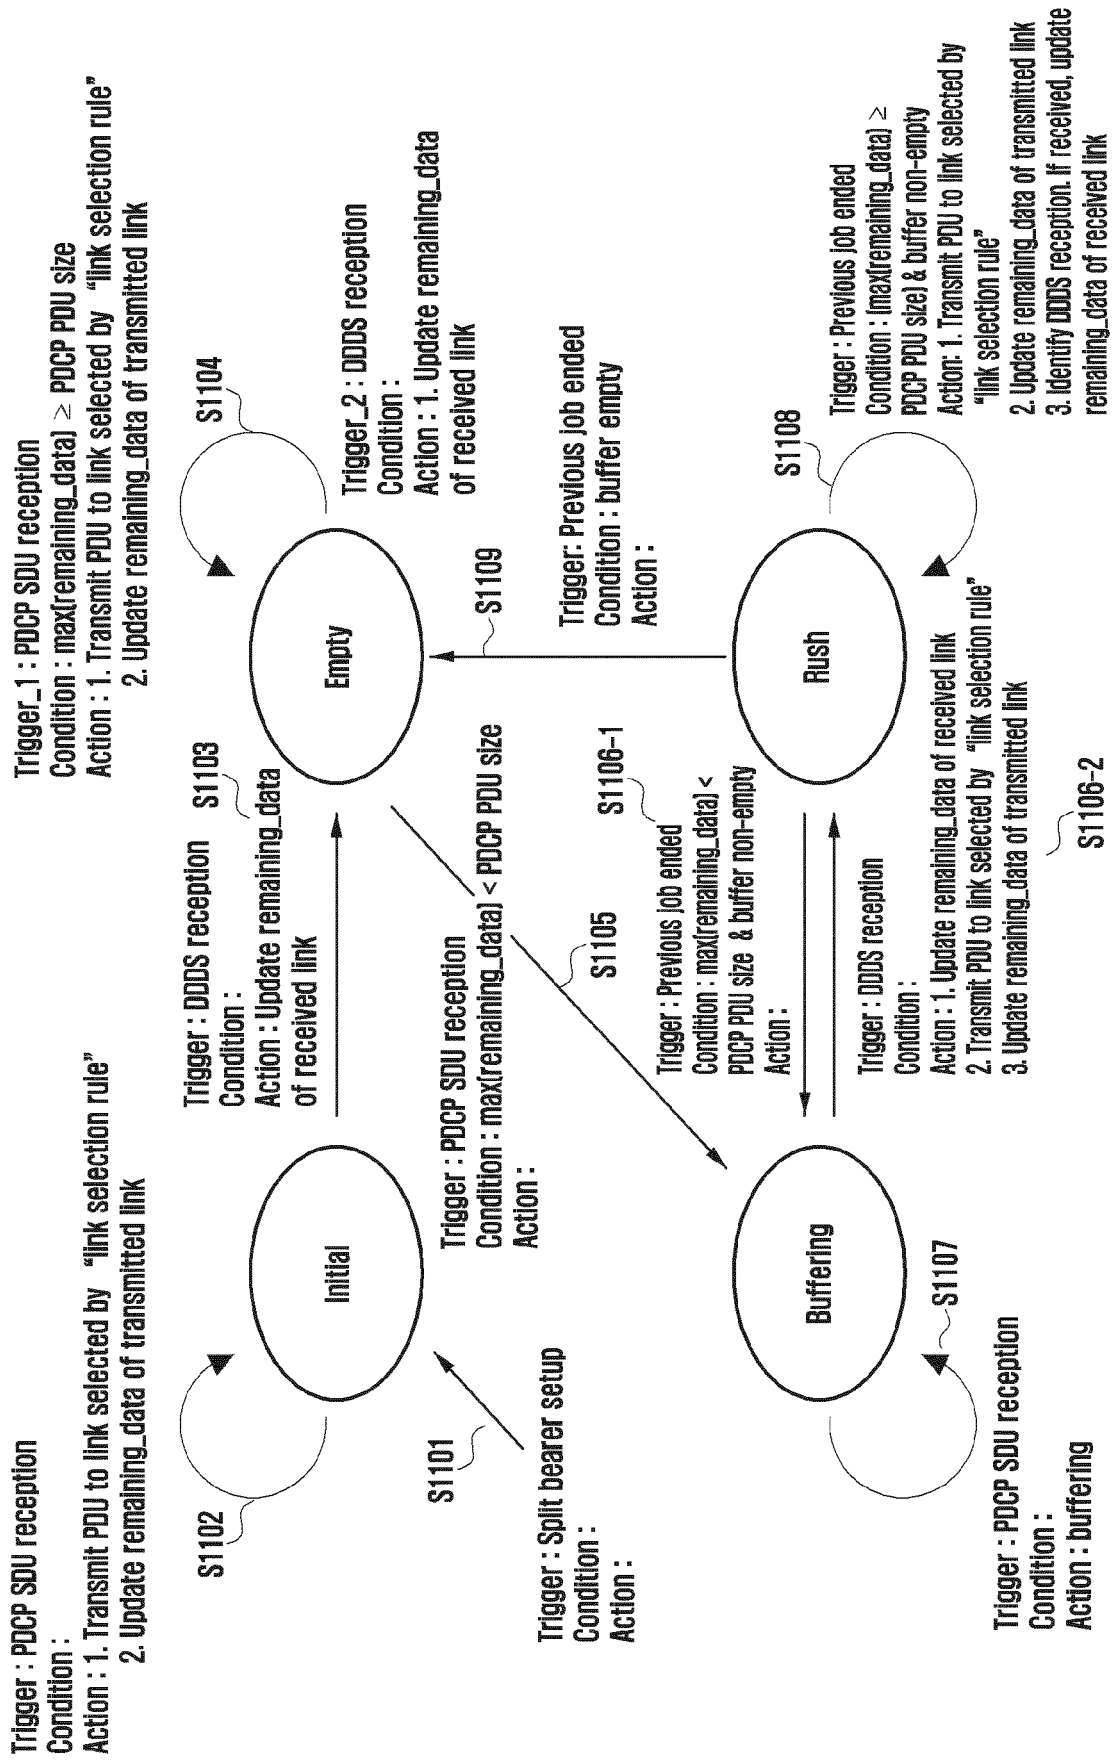 Trigger : PDCP SDU reception
Condition :
Action : 1. Transmit PDU to link selected by "link selection rule"
2. Update remaining_data of transmitted link
S1102
Initial
S1101
Trigger : Split bearer setup
Condition :
Action :
Trigger : DDDS reception
Condition :
Action : Update remaining_data
of received link
S1103
Trigger_1 : PDCP SDU reception
Condition : max(remaining_data) ≥ PDCP PDU size
Action : 1. Transmit PDU to link selected by "link selection rule"
2. Update remaining_data of transmitted link
S1104
Empty
Trigger_2 : DDDS reception
Condition :
Action : 1. Update remaining_data
of received link
Trigger : PDCP SDU reception
Condition : max(remaining_data) < PDCP PDU size
Action :
S1105
S1109
Trigger: Previous job ended
Condition : buffer empty
Action :
S1106-1
Trigger : Previous job ended
Condition : max(remaining_data) <
PDCP PDU size & buffer non-empty
Action :
Buffering
Rush
S1107
Trigger : PDCP SDU reception
Condition :
Action : buffering
Trigger : DDDS reception
Condition :
Action : 1. Update remaining_data of received link
2. Transmit PDU to link selected by "link selection rule"
3. Update remaining_data of transmitted link
S1106-2
S1108
Trigger : Previous job ended
Condition : (max(remaining_data) ≥
PDCP PDU size) & buffer non-empty
Action: 1. Transmit PDU to link selected by
"link selection rule"
2. Update remaining_data of transmitted link
3. Identify DDDS reception. If received, update
remaining_data of received link